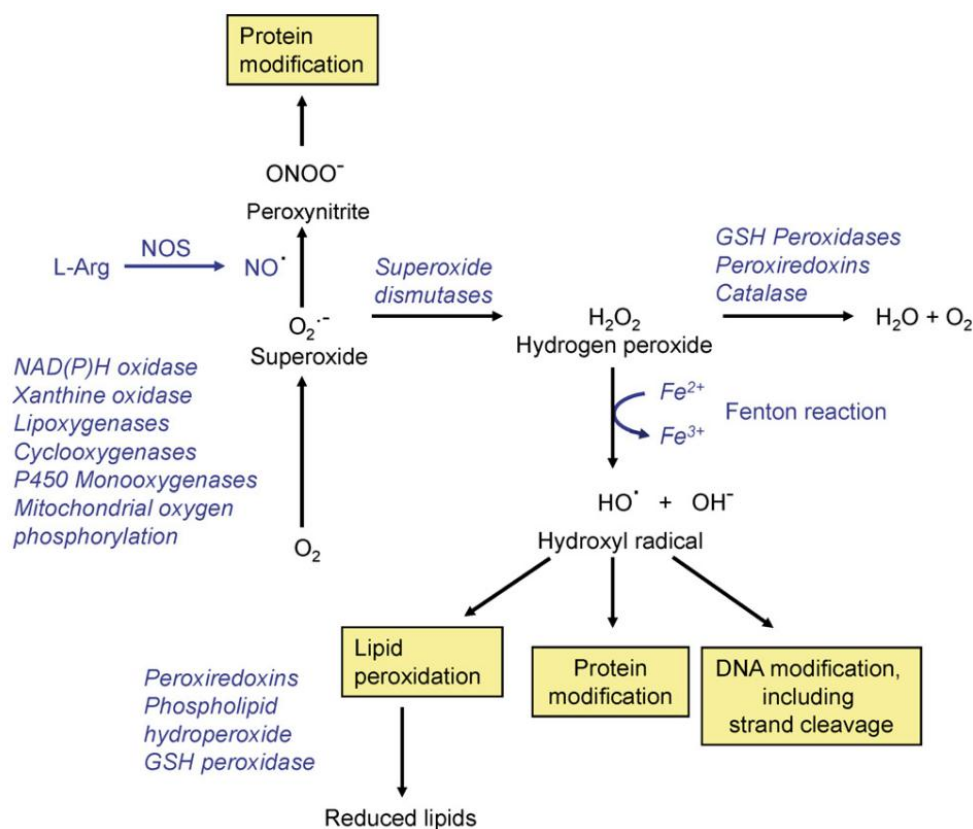 Protein
modification
ONOO⁻
Peroxynitrite
L-Arg
NOS
NO˙
Superoxide
dismutases
GSH Peroxidases
Peroxiredoxins
Catalase
O₂˙⁻
Superoxide
H₂O₂
Hydrogen peroxide
H₂O + O₂
NAD(P)H oxidase
Xanthine oxidase
Lipoxygenases
Cyclooxygenases
P450 Monooxygenases
Mitochondrial oxygen
phosphorylation
Fe²⁺
Fe³⁺
Fenton reaction
O₂
HO˙ + OH⁻
Hydroxyl radical
Lipid
peroxidation
Protein
modification
DNA modification,
including
strand cleavage
Peroxiredoxins
Phospholipid
hydroperoxide
GSH peroxidase
Reduced lipids